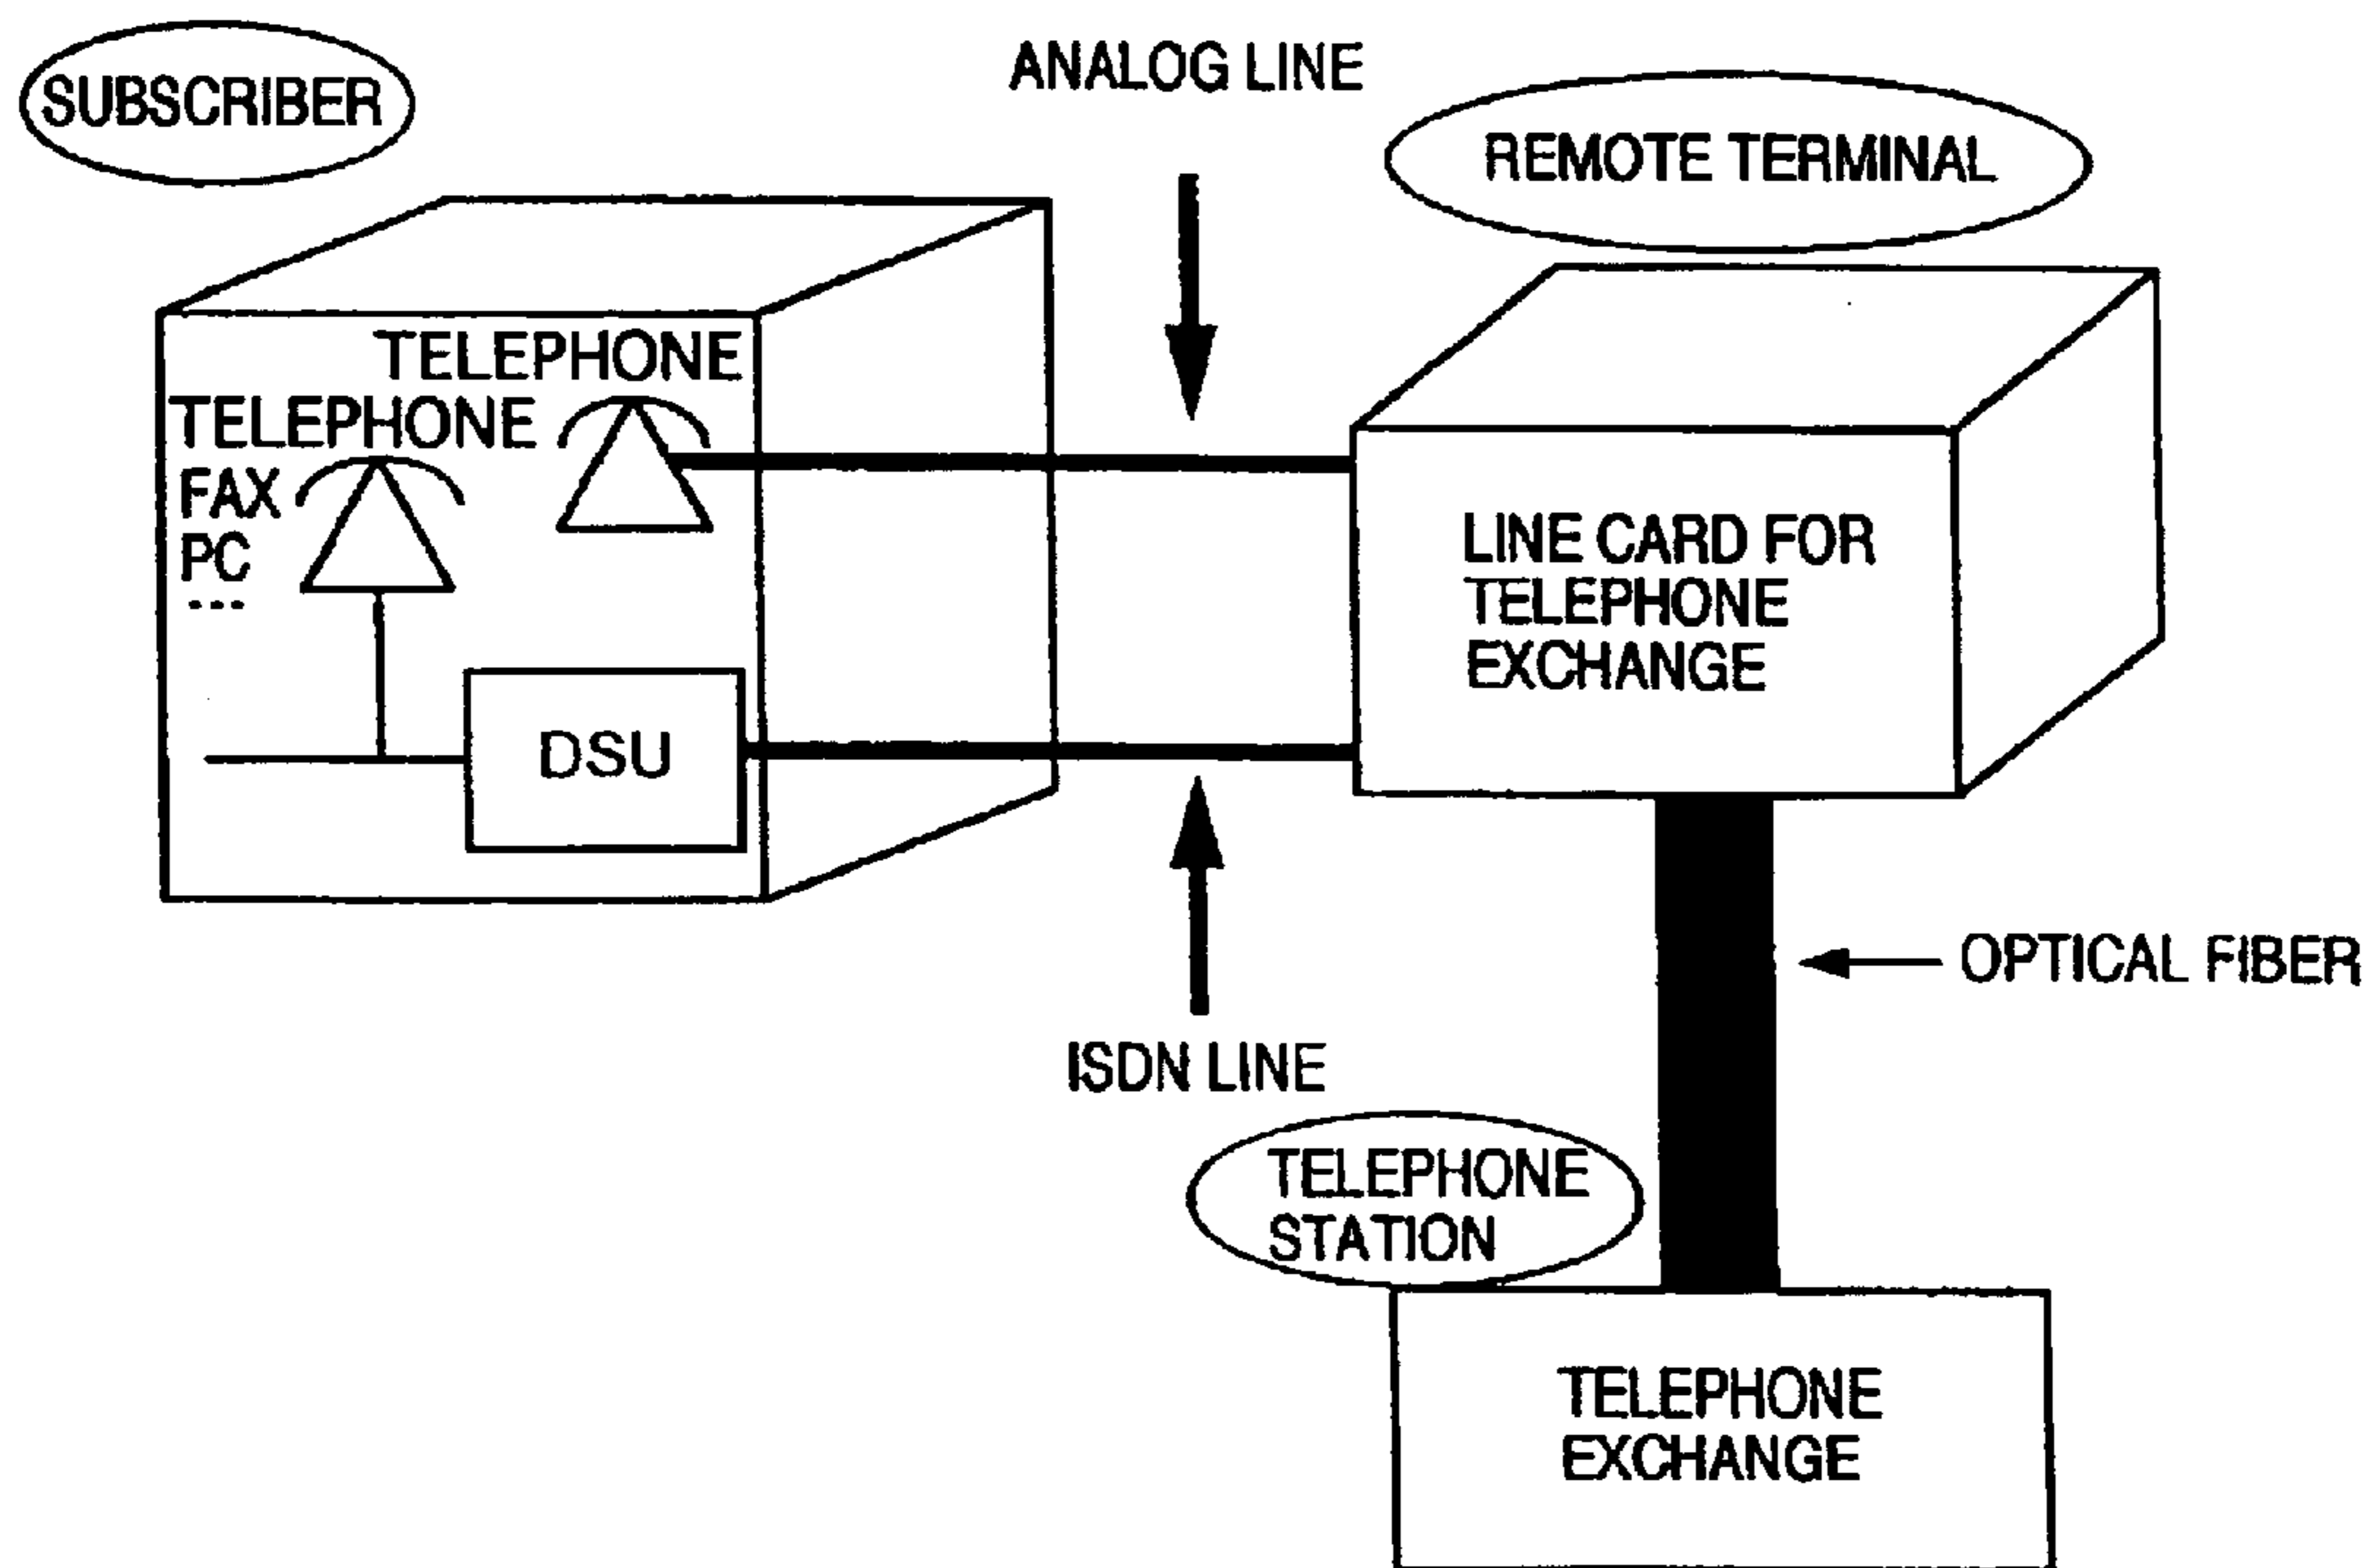 SUBSCRIBER
ANALOG LINE
REMOTE TERMINAL
TELEPHONE
TELEPHONE
FAX
PC
---
DSU
LINE CARD FOR
TELEPHONE
EXCHANGE
OPTICAL FIBER
ISDN LINE
TELEPHONE
STATION
TELEPHONE
EXCHANGE